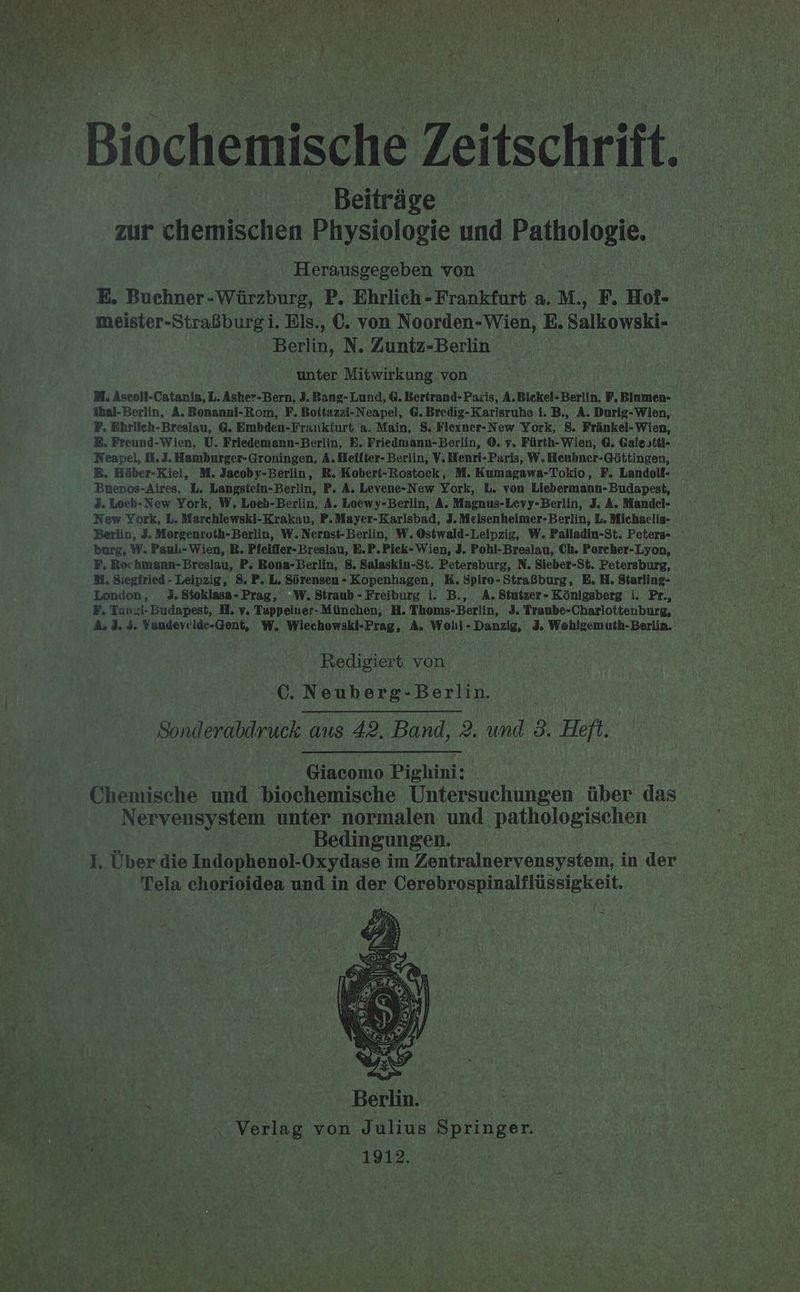 Biochemische Zeitschrift.
Beiträge
zur chemischen Physiologie und Pathologie.
Herausgegeben von
E. Buchner-Würzburg, P. Ehrlich-Frankfurt a. M., F. Hof-
meister-Straßburg i. Els., C. von Noorden-Wien, E. Salkowski-
Berlin, N. Zuntz-Berlin
unter Mitwirkung von
M. Ascoli-Catania, L. Asher-Bern, J. Bang-Lund, G. Bertrand-Paris, A. Bickel-Berlin, F. Blumen-
thal-Berlin, A. Bonanni-Rom, F. Bottazzi-Neapel, G. Bredig-Karlsruhe i. B., A. Durig-Wien,
F. Ehrlich-Breslau, G. Embden-Frankfurt a. Main, S. Flexner-New York, S. Fränkel-Wien,
E. Freund-Wien, U. Friedemann-Berlin, E. Friedmann-Berlin, O. v. Fürth-Wien, G. Galeotti-
Neapel, H. J. Hamburger-Groningen, A. Heffter-Berlin, V. Henri-Paris, W. Heubner-Göttingen,
R. Höber-Kiel, M. Jacoby-Berlin, R. Kobert-Rostock, M. Kumagawa-Tokio, F. Landolf-
Buenos-Aires, L. Langstein-Berlin, P. A. Levene-New York, L. von Liebermann-Budapest,
J. Loeb-New York, W. Loeb-Berlin, A. Loewy-Berlin, A. Magnus-Levy-Berlin, J. A. Mandel-
New York, L. Marchlewski-Krakau, P. Mayer-Karlsbad, J. Meisenheimer-Berlin, L. Michaelis-
Berlin, J. Morgenroth-Berlin, W. Nernst-Berlin, W. Ostwald-Leipzig, W. Palladin-St. Peters-
burg, W. Pauli-Wien, R. Pfeiffer-Breslau, E. P. Pick-Wien, J. Pohl-Breslau, Ch. Porcher-Lyon,
F. Rochmann-Breslau, P. Rona-Berlin, S. Salaskin-St. Petersburg, N. Sieber-St. Petersburg,
M. Siegfried-Leipzig, S. P. L. Sörensen-Kopenhagen, K. Spiro-Straßburg, E. H. Starling-
London, J. Stoklasa-Prag, W. Straub-Freiburg i. B., A. Stutzer-Königsberg i. Pr.,
F. Tangl-Budapest, H. v. Tappeiner-München, H. Thoms-Berlin, J. Traube-Charlottenburg,
A. J. J. Vandevelde-Gent, W. Wiechowski-Prag, A. Wohl-Danzig, J. Wohlgemuth-Berlin.
Redigiert von
C. Neuberg-Berlin.
Sonderabdruck aus 42. Band, 2. und 3. Heft.
Giacomo Pighini:
Chemische und biochemische Untersuchungen über das
Nervensystem unter normalen und pathologischen
Bedingungen.
I. Über die Indophenol-Oxydase im Zentralnervensystem, in der
Tela chorioidea und in der Cerebrospinalflüssigkeit.
Berlin.
Verlag von Julius Springer.
1912.